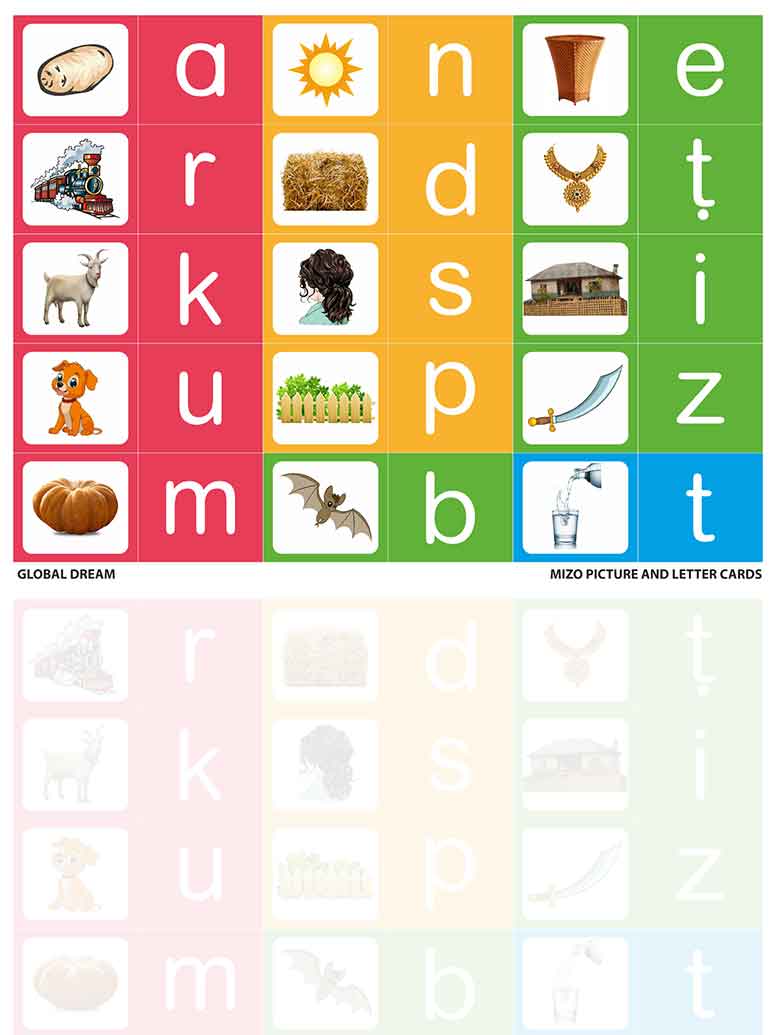 a n e
r d ṭ
k s i
u p z
m b t
GLOBAL DREAM MIZO PICTURE AND LETTER CARDS
r d ṭ
k s i
u p z
m b t